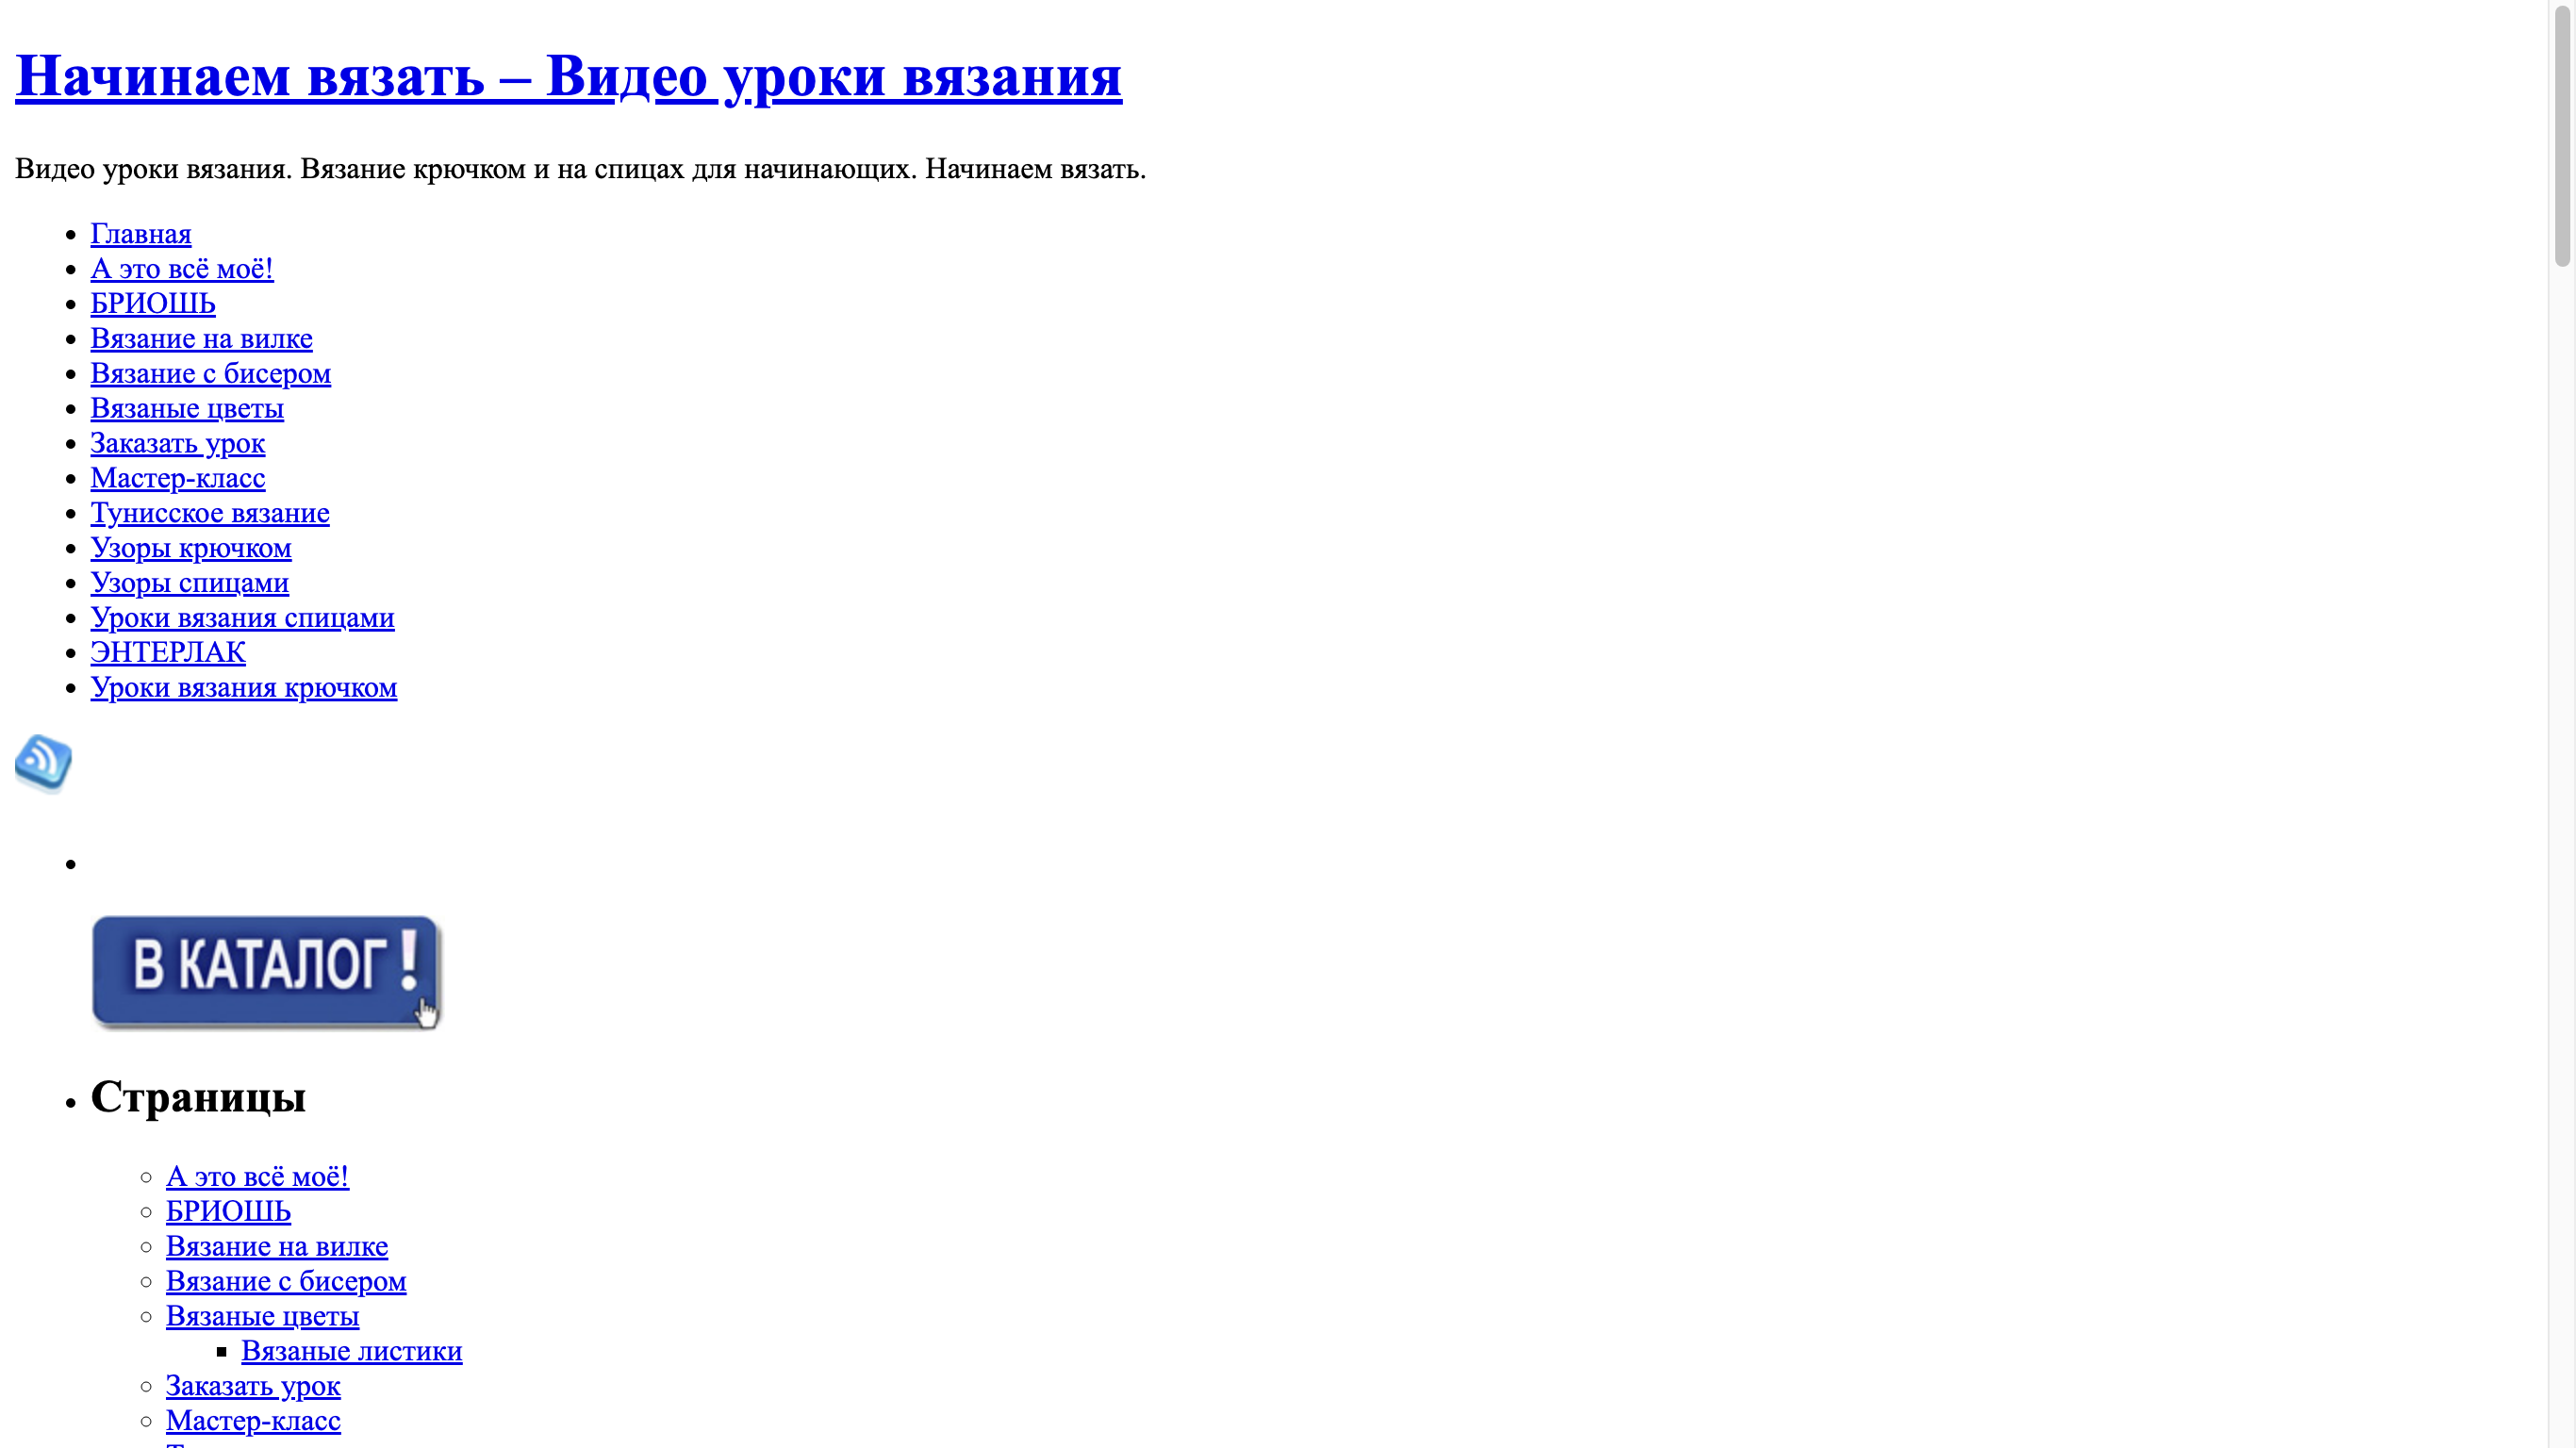 Начинаем вязать – Видео уроки вязания
Видео уроки вязания. Вязание крючком и на спицах для начинающих. Начинаем вязать.
Главная
А это всё моё!
БРИОШЬ
Вязание на вилке
Вязание с бисером
Вязаные цветы
Заказать урок
Мастер-класс
Тунисское вязание
Узоры крючком
Узоры спицами
Уроки вязания спицами
ЭНТЕРЛАК
Уроки вязания крючком
В КАТАЛОГ!
Страницы
А это всё моё!
БРИОШЬ
Вязание на вилке
Вязание с бисером
Вязаные цветы
Вязаные листики
Заказать урок
Мастер-класс